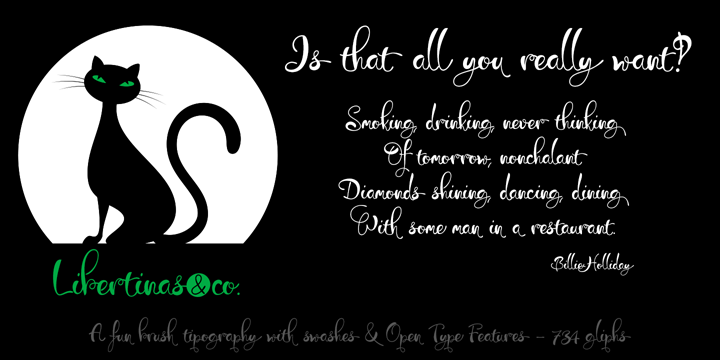 Is that all you really want?
Smoking, drinking, never thinking
Of tomorrow, nonchalant
Diamonds shining, dancing, dining
With some man in a restaurant.
Billie Holliday
Libertinas&co.
A fun brush tipography with swashes & Open Type Features - 734 gliphs